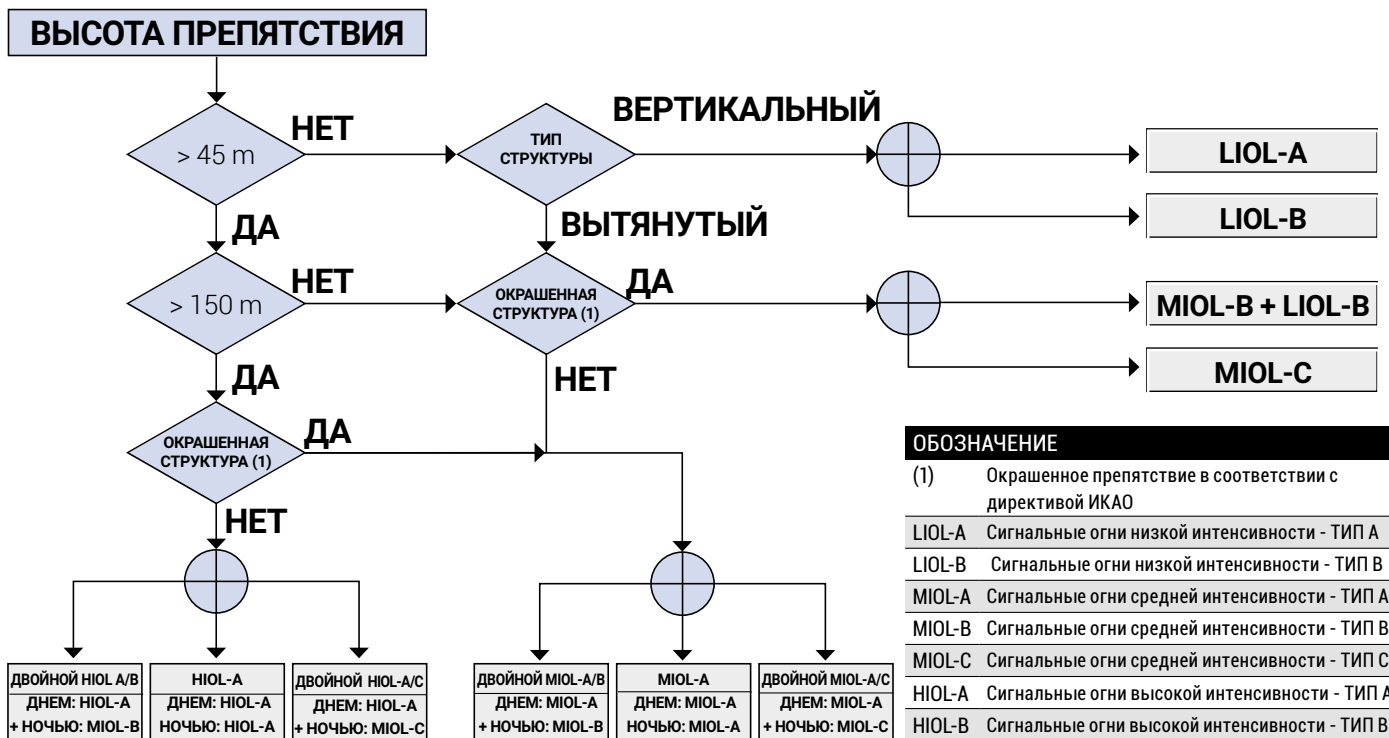 ВЫСОТА ПРЕПЯТСТВИЯ
> 45 m
НЕТ
ТИП
СТРУКТУРЫ
ВЕРТИКАЛЬНЫЙ
LIOL-A
LIOL-B
ДА
ВЫТЯНУТЫЙ
> 150 m
НЕТ
ОКРАШЕННАЯ
СТРУКТУРА (1)
ДА
MIOL-B + LIOL-B
MIOL-C
ДА
НЕТ
ОКРАШЕННАЯ
СТРУКТУРА (1)
ДА
НЕТ
ДВОЙНОЙ HIOL A/B
ДНЕМ: HIOL-A
+ НОЧЬЮ: MIOL-B
HIOL-A
ДНЕМ: HIOL-A
НОЧЬЮ: HIOL-A
ДВОЙНОЙ HIOL-A/C
ДНЕМ: HIOL-A
+ НОЧЬЮ: MIOL-C
ДВОЙНОЙ MIOL-A/B
ДНЕМ: MIOL-A
+ НОЧЬЮ: MIOL-B
MIOL-A
ДНЕМ: MIOL-A
НОЧЬЮ: MIOL-A
ДВОЙНОЙ MIOL-A/C
ДНЕМ: MIOL-A
+ НОЧЬЮ: MIOL-C
ОБОЗНАЧЕНИЕ
(1) Окрашенное препятствие в соответствии с
директивой ИКАО
LIOL-A Сигнальные огни низкой интенсивности - ТИП A
LIOL-B Сигнальные огни низкой интенсивности - ТИП B
MIOL-A Сигнальные огни средней интенсивности - ТИП A
MIOL-B Сигнальные огни средней интенсивности - ТИП B
MIOL-C Сигнальные огни средней интенсивности - ТИП C
HIOL-A Сигнальные огни высокой интенсивности - ТИП A
HIOL-B Сигнальные огни высокой интенсивности - ТИП B